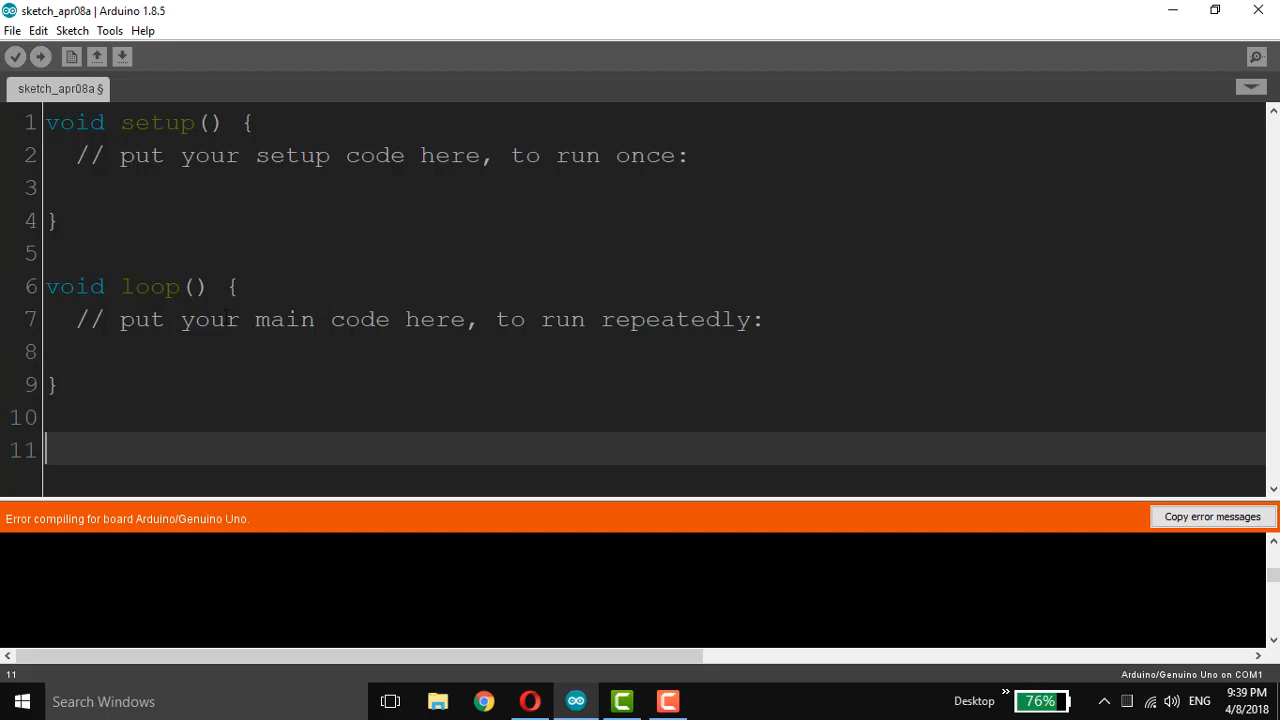 sketch_apr08a | Arduino 1.8.5
File Edit Sketch Tools Help
sketch_apr08a §
1 void setup() {
2 // put your setup code here, to run once:
3
4 }
5
6 void loop() {
7 // put your main code here, to run repeatedly:
8
9 }
10
11
Error compiling for board Arduino/Genuino Uno.
Copy error messages
11
Arduino/Genuino Uno on COM1
Search Windows
Desktop
76%
ENG
9:39 PM
4/8/2018